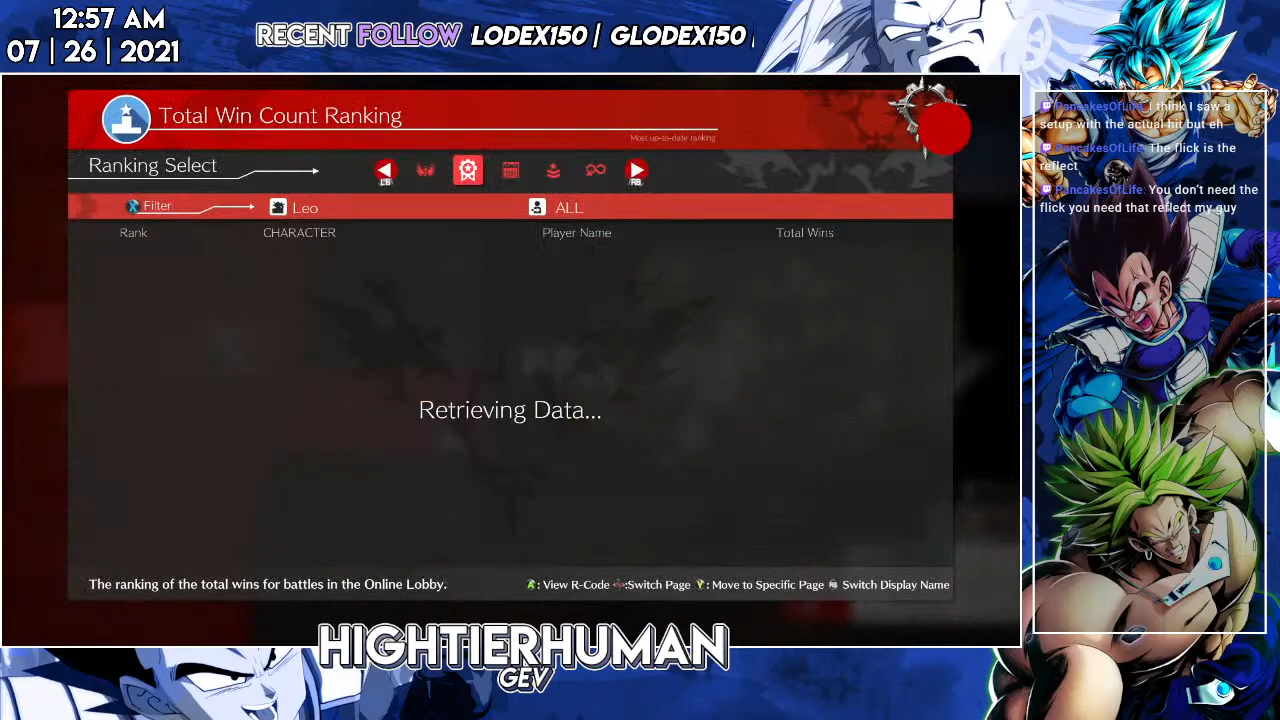 12:57 AM
07 | 26 | 2021
RECENT FOLLOW LODEX150 | GLODEX150
Total Win Count Ranking
Most up-to-date ranking
Ranking Select
LB
RB
X Filter
Leo
ALL
Rank CHARACTER Player Name Total Wins
Retrieving Data...
The ranking of the total wins for battles in the Online Lobby.
: View R-Code :Switch Page Y: Move to Specific Page Switch Display Name
PancakesOfLife: I think I saw a
setup with the actual hit but eh
PancakesOfLife: The flick is the
reflect
PancakesOfLife: You don't need the
flick you need that reflect my guy
HIGHTIERHUMAN
GEV